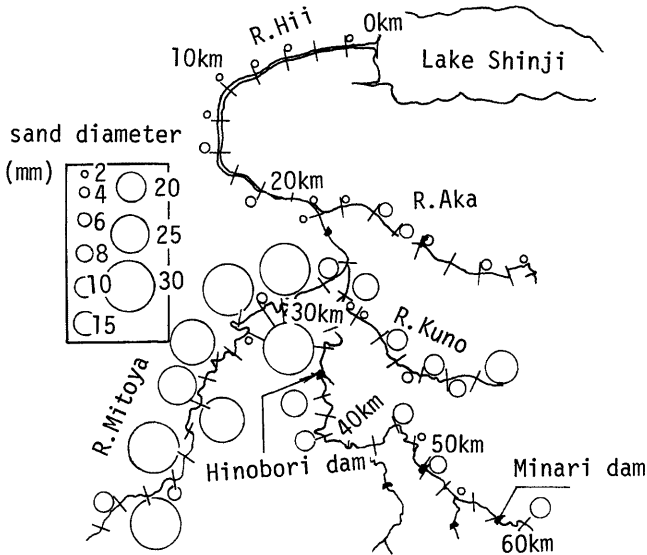 R.Hii
0km
10km
Lake Shinji
sand diameter
(mm)
2
4
6
8
10
15
20
25
30
20km
R.Aka
30km
R.Kuno
R.Mitoya
40km
Hinobori dam
50km
Minari dam
60km